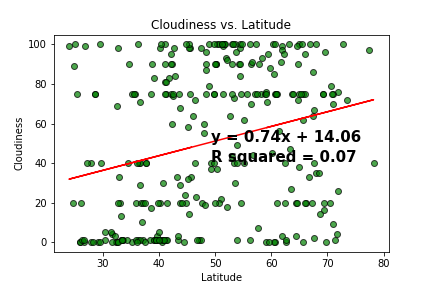 Cloudiness vs. Latitude
100
80
60
40
20
0
Cloudiness
y = 0.74x + 14.06
R squared = 0.07
30 40 50 60 70 80
Latitude